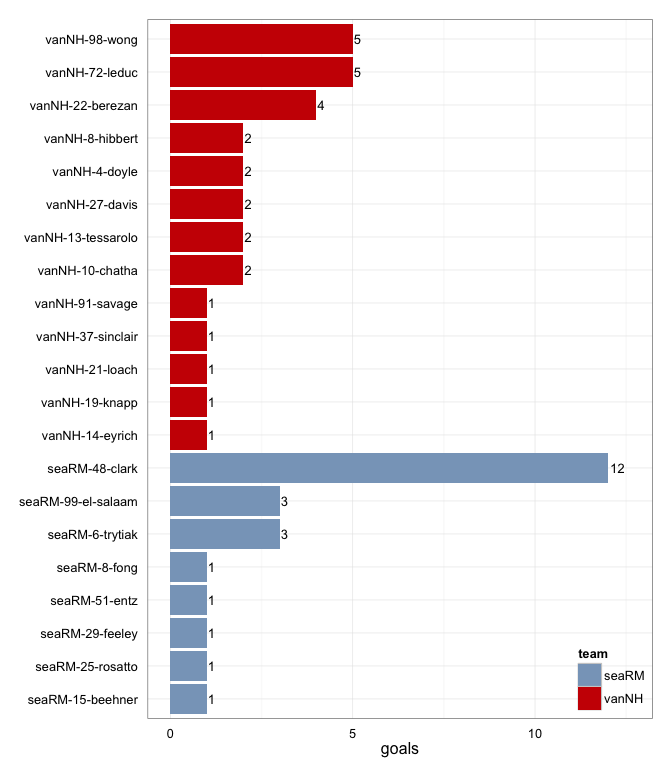 vanNH-98-wong 5
vanNH-72-leduc 5
vanNH-22-berezan 4
vanNH-8-hibbert 2
vanNH-4-doyle 2
vanNH-27-davis 2
vanNH-13-tessarolo 2
vanNH-10-chatha 2
vanNH-91-savage 1
vanNH-37-sinclair 1
vanNH-21-loach 1
vanNH-19-knapp 1
vanNH-14-eyrich 1
seaRM-48-clark 12
seaRM-99-el-salaam 3
seaRM-6-trytiak 3
seaRM-8-fong 1
seaRM-51-entz 1
seaRM-29-feeley 1
seaRM-25-rosatto 1
seaRM-15-beehner 1
team
seaRM
vanNH
0 5 10
goals